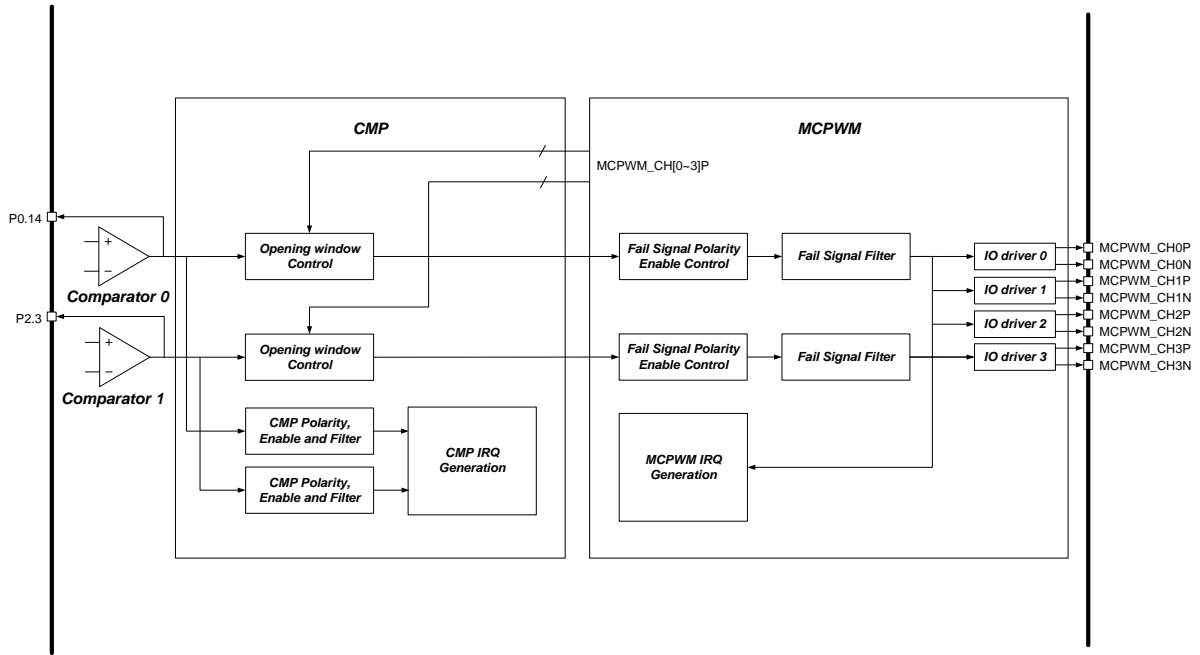 CMP
MCPWM
MCPWM_CH[0~3]P
P0.14
+
−
Comparator 0
Opening window
Control
Fail Signal Polarity
Enable Control
Fail Signal Filter
IO driver 0
MCPWM_CH0P
MCPWM_CH0N
IO driver 1
MCPWM_CH1P
MCPWM_CH1N
P2.3
+
−
Comparator 1
Opening window
Control
Fail Signal Polarity
Enable Control
Fail Signal Filter
IO driver 2
MCPWM_CH2P
MCPWM_CH2N
IO driver 3
MCPWM_CH3P
MCPWM_CH3N
CMP Polarity,
Enable and Filter
CMP Polarity,
Enable and Filter
CMP IRQ
Generation
MCPWM IRQ
Generation